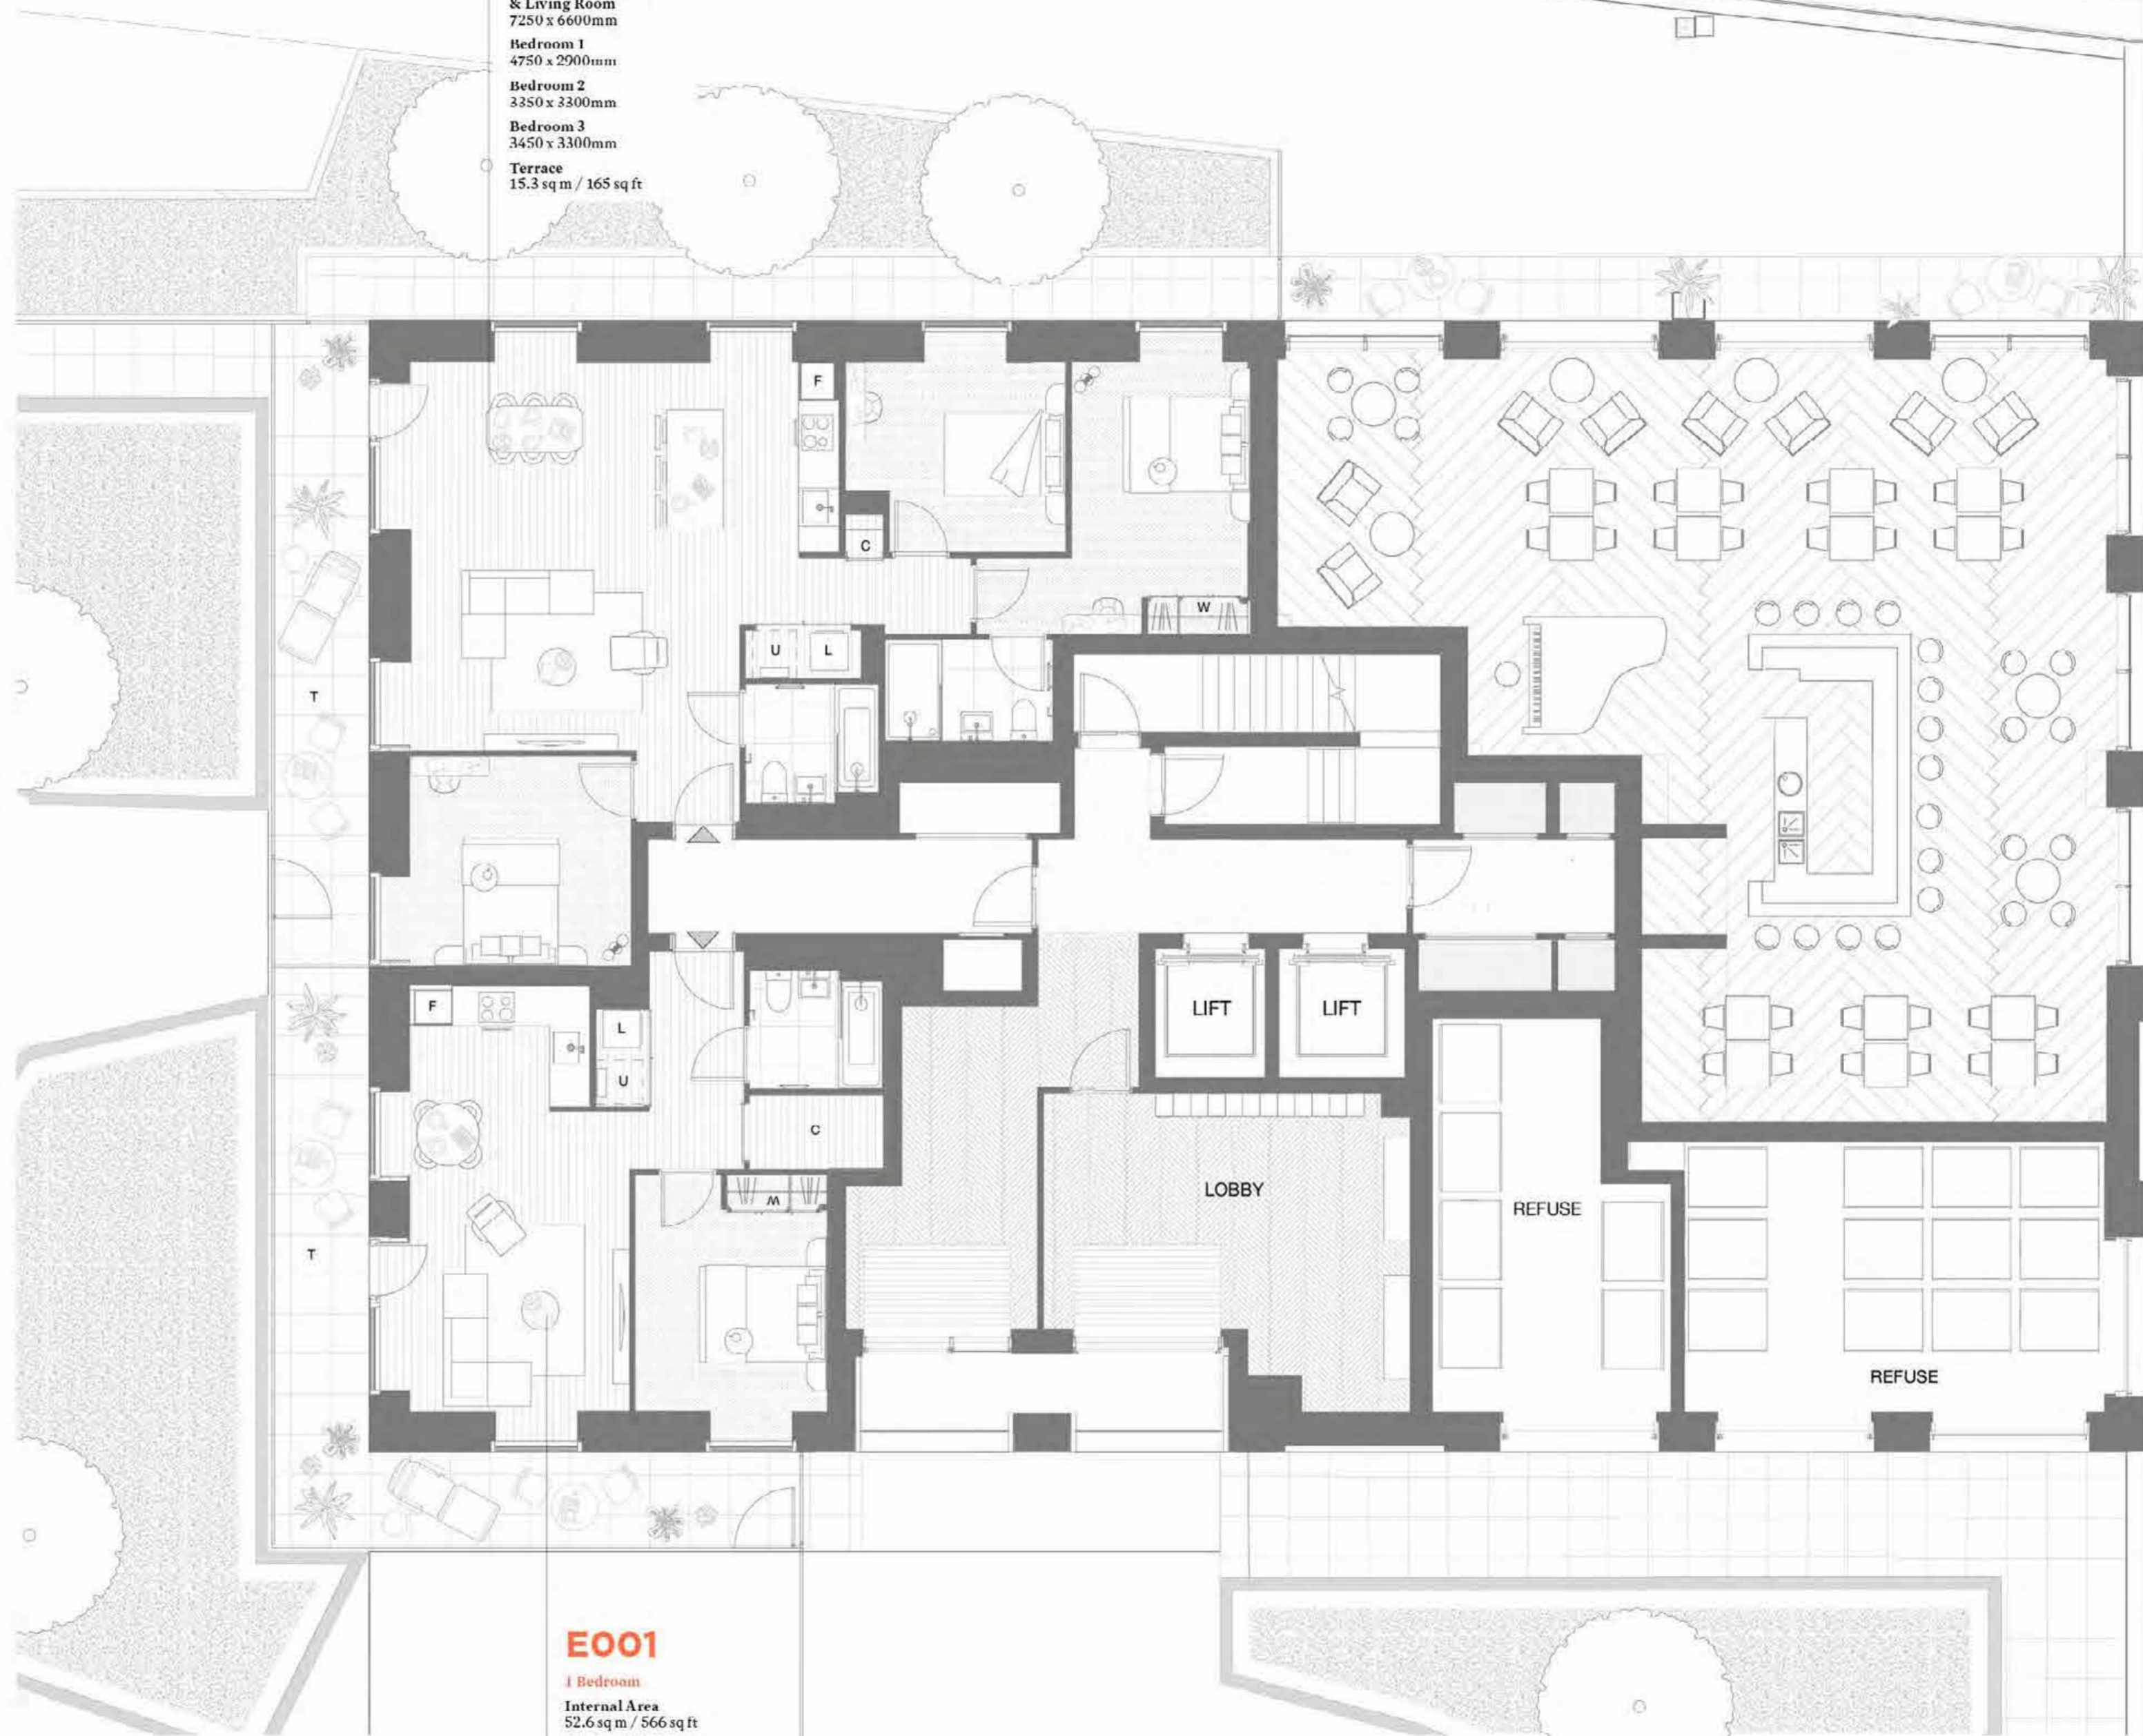 & Living Room
7250 x 6600mm
Bedroom 1
4750 x 2900mm
Bedroom 2
3350 x 3300mm
Bedroom 3
3450 x 3300mm
Terrace
15.3 sq m / 165 sq ft
F
C
W
U
L
T
F
L
LIFT
LIFT
U
C
W
LOBBY
REFUSE
T
REFUSE
E001
1 Bedroom
Internal Area
52.6 sq m / 566 sq ft